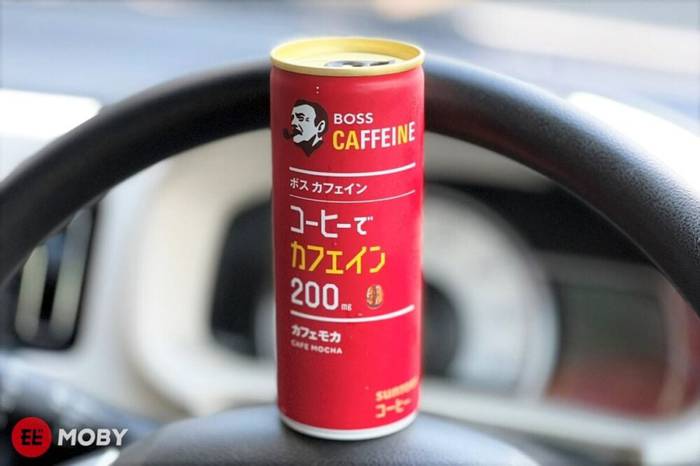 BOSS
CAFFEINE
ボス カフェイン
コーヒーで
カフェイン
200mg
カフェモカ
CAFE MOCHA
SUNTORY
コーヒー
MOBY